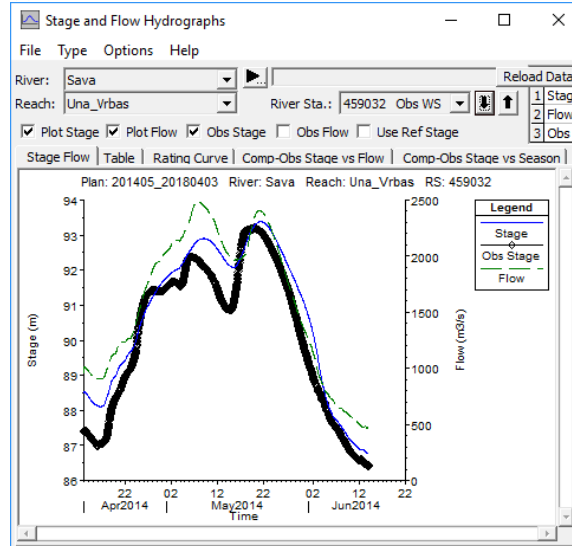 Stage and Flow Hydrographs
File Type Options Help
River: Sava Reload Data
Reach: Una_Vrbas River Sta.: 459032 Obs WS
1 Stag
2 Flow
3 Obs
Plot Stage Plot Flow Obs Stage Obs Flow Use Ref Stage
Stage Flow Table Rating Curve Comp-Obs Stage vs Flow Comp-Obs Stage vs Season
Plan: 201405_20180403 River: Sava Reach: Una_Vrbas RS: 459032
94
93
92
91
90
89
88
87
86
Stage (m)
2500
2000
1500
1000
500
0
Flow (m3/s)
Legend
Stage
Obs Stage
Flow
22 02 12 22 02 12 22
Apr2014 May2014 Jun2014
Time